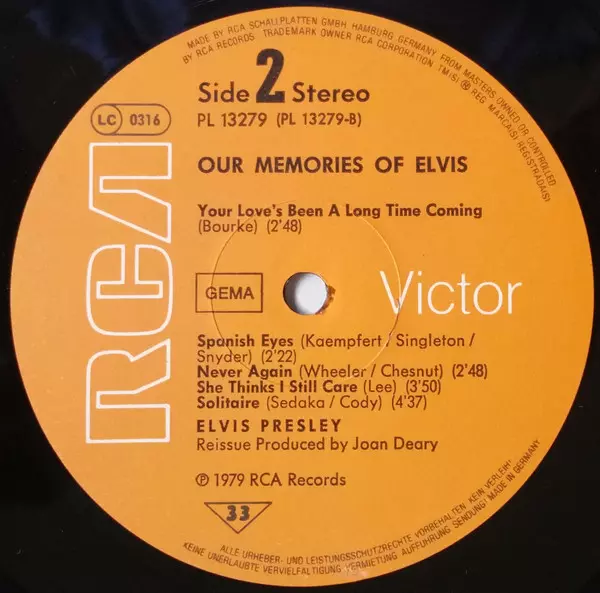 MADE BY RCA SCHALLPLATTEN GMBH HAMBURG, GERMANY FROM MASTERS OWNED OR CONTROLLED
BY RCA RECORDS TRADEMARK OWNER RCA CORPORATION TM(S) ® REG. MARCA(S) REGISTRADA(S)
Side 2 Stereo
PL 13279 (PL 13279-B)
LC 0316
OUR MEMORIES OF ELVIS
Your Love's Been A Long Time Coming
(Bourke) (2'48)
RCA
GEMA
Victor
Spanish Eyes (Kaempfert / Singleton /
Snyder) (2'22)
Never Again (Wheeler / Chesnut) (2'48)
She Thinks I Still Care (Lee) (3'50)
Solitaire (Sedaka / Cody) (4'37)
ELVIS PRESLEY
Reissue Produced by Joan Deary
℗ 1979 RCA Records
33
ALLE URHEBER- UND LEISTUNGSSCHUTZRECHTE VORBEHALTEN KEIN VERLEIH!
KEINE UNERLAUBTE VERVIELFÄLTIGUNG, VERMIETUNG, AUFFÜHRUNG, SENDUNG! MADE IN GERMANY